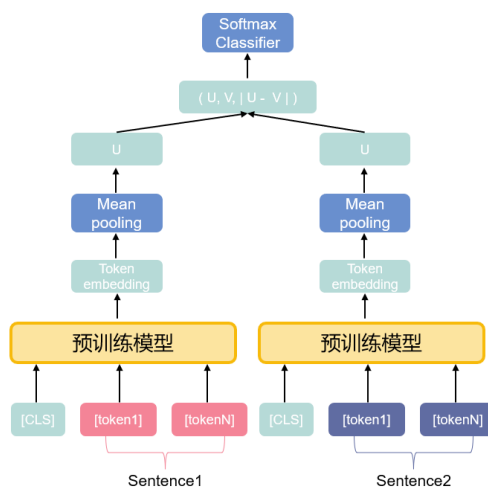 Softmax
Classifier
( U, V, | U - V | )
U
U
Mean
pooling
Mean
pooling
Token
embedding
Token
embedding
预训练模型
预训练模型
[CLS]
[token1]
[tokenN]
[CLS]
[token1]
[tokenN]
Sentence1
Sentence2